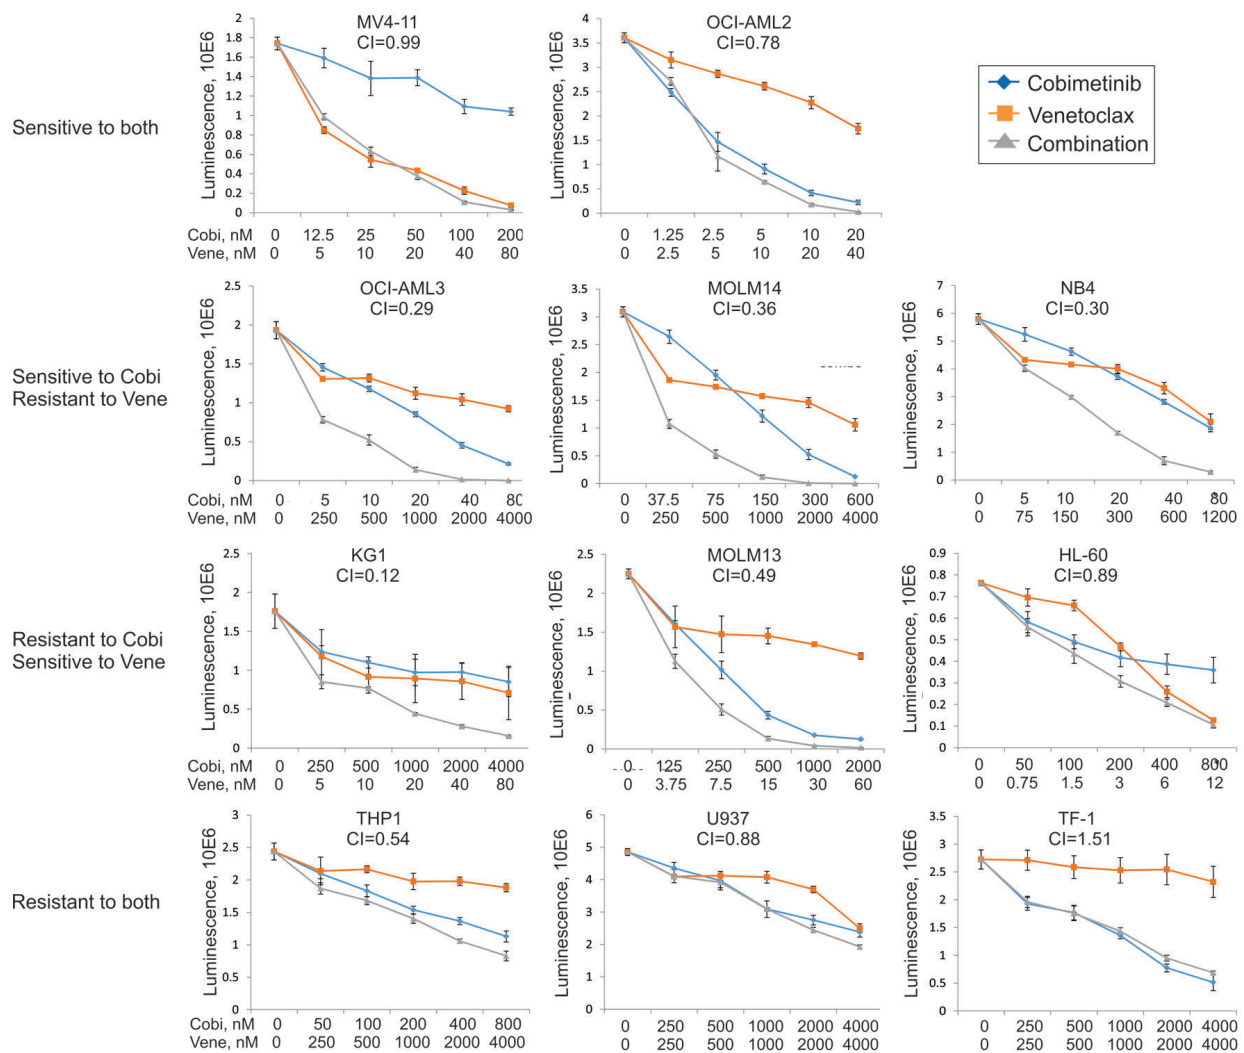 MV4-11
CI=0.99
Luminescence, 10E6
2
1.8
1.6
1.4
1.2
1
0.8
0.6
0.4
0.2
0
Cobi, nM 0 12.5 25 50 100 200
Vene, nM 0 5 10 20 40 80
OCI-AML2
CI=0.78
Luminescence, 10E6
4
3.5
3
2.5
2
1.5
1
0.5
0
0 1.25 2.5 5 10 20
0 2.5 5 10 20 40
Cobimetinib
Venetoclax
Combination
Sensitive to both
OCI-AML3
CI=0.29
Luminescence, 10E6
2.5
2
1.5
1
0.5
0
Cobi, nM 0 5 10 20 40 80
Vene, nM 0 250 500 1000 2000 4000
MOLM14
CI=0.36
Luminescence, 10E6
3.5
3
2.5
2
1.5
1
0.5
0
0 37.5 75 150 300 600
0 250 500 1000 2000 4000
NB4
CI=0.30
Luminescence, 10E6
7
6
5
4
3
2
1
0
0 5 10 20 40 80
0 75 150 300 600 1200
Sensitive to Cobi
Resistant to Vene
KG1
CI=0.12
Luminescence, 10E6
2.5
2
1.5
1
0.5
0
Cobi, nM 0 250 500 1000 2000 4000
Vene, nM 0 5 10 20 40 80
MOLM13
CI=0.49
Luminescence, 10E6
2.5
2
1.5
1
0.5
0
0 125 250 500 1000 2000
0 3.75 7.5 15 30 60
HL-60
CI=0.89
Luminescence, 10E6
0.9
0.8
0.7
0.6
0.5
0.4
0.3
0.2
0.1
0
0 50 100 200 400 800
0 0.75 1.5 3 6 12
Resistant to Cobi
Sensitive to Vene
THP1
CI=0.54
Luminescence, 10E6
3
2.5
2
1.5
1
0.5
0
Cobi, nM 0 50 100 200 400 800
Vene, nM 0 250 500 1000 2000 4000
U937
CI=0.88
Luminescence, 10E6
6
5
4
3
2
1
0
0 250 500 1000 2000 4000
0 250 500 1000 2000 4000
TF-1
CI=1.51
Luminescence, 10E6
3.5
3
2.5
2
1.5
1
0.5
0
0 250 500 1000 2000 4000
0 250 500 1000 2000 4000
Resistant to both